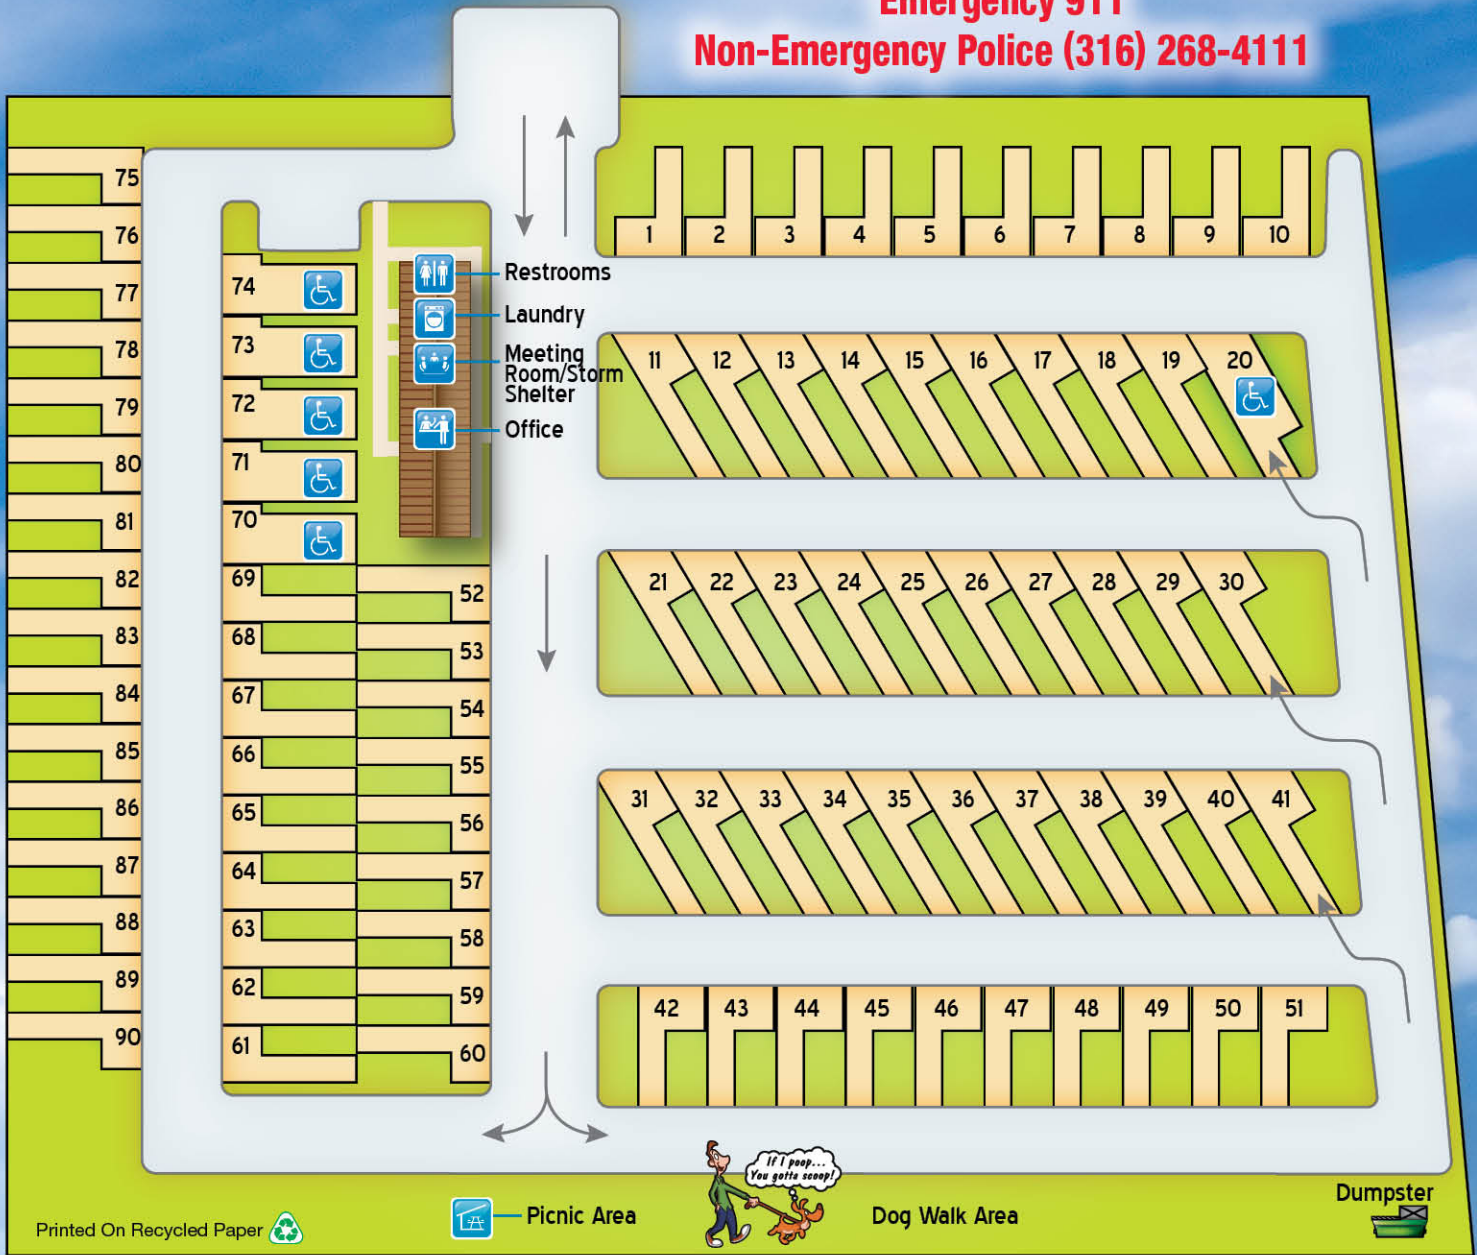 Emergency 911
Non-Emergency Police (316) 268-4111
1 2 3 4 5 6 7 8 9 10
75
76
77
78
79
80
81
82
83
84
85
86
87
88
89
90
74
73
72
71
70
69
68
67
66
65
64
63
62
61
Restrooms
Laundry
Meeting
Room/Storm
Shelter
Office
52
53
54
55
56
57
58
59
60
11 12 13 14 15 16 17 18 19 20
21 22 23 24 25 26 27 28 29 30
31 32 33 34 35 36 37 38 39 40 41
42 43 44 45 46 47 48 49 50 51
If I poop...
You gotta scoop!
Printed On Recycled Paper
Picnic Area
Dog Walk Area
Dumpster